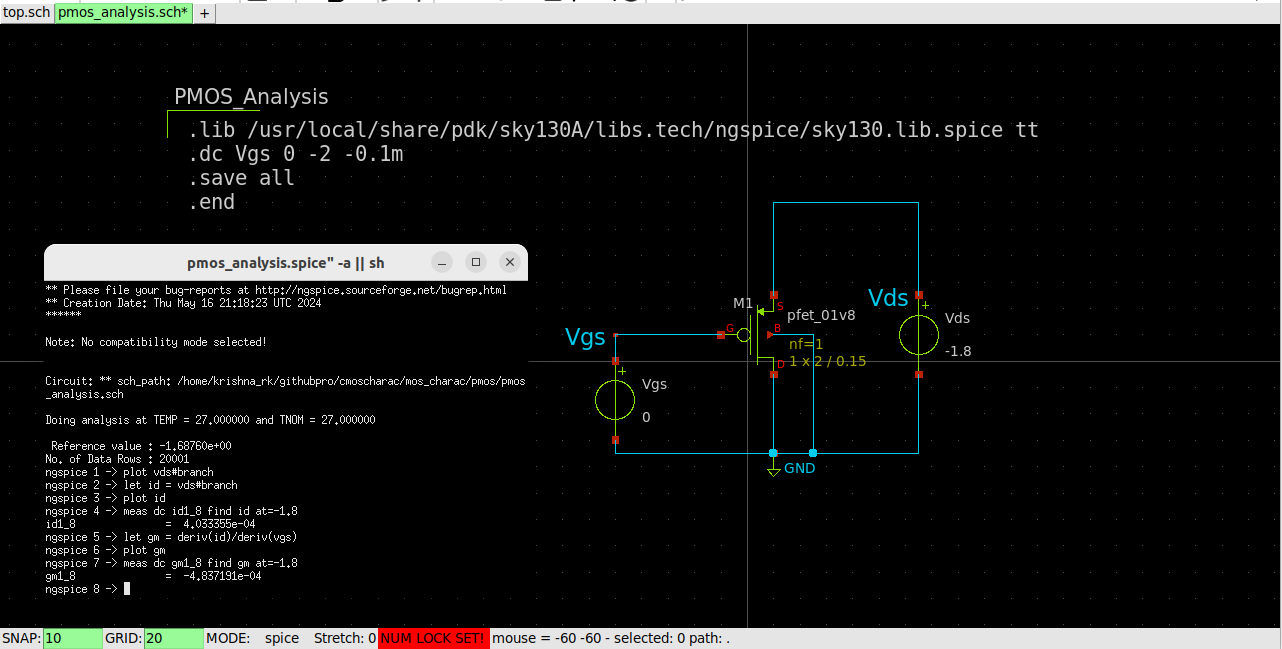 top.sch pmos_analysis.sch* +
PMOS_Analysis
.lib /usr/local/share/pdk/sky130A/libs.tech/ngspice/sky130.lib.spice tt
.dc Vgs 0 -2 -0.1m
.save all
.end
pmos_analysis.spice" -a || sh
** Please file your bug-reports at http://ngspice.sourceforge.net/bugrep.html
** Creation Date: Thu May 16 21:18:23 UTC 2024
******
Note: No compatibility mode selected!
Circuit: ** sch_path: /home/krishna_rk/githubpro/cmoscharac/mos_charac/pmos/pmos
_analysis.sch
Doing analysis at TEMP = 27.000000 and TNOM = 27.000000
Reference value : -1.68760e+00
No. of Data Rows : 20001
ngspice 1 -> plot vds#branch
ngspice 2 -> let id = vds#branch
ngspice 3 -> plot id
ngspice 4 -> meas dc id1_8 find id at=-1.8
id1_8 = 4.033355e-04
ngspice 5 -> let gm = deriv(id)/deriv(vgs)
ngspice 6 -> plot gm
ngspice 7 -> meas dc gm1_8 find gm at=-1.8
gm1_8 = -4.837191e-04
ngspice 8 ->
Vgs
+
Vgs
0
M1
S
G
B
D
pfet_01v8
nf=1
1 x 2 / 0.15
Vds
+
Vds
-1.8
GND
SNAP: 10 GRID: 20 MODE: spice Stretch: 0 NUM LOCK SET! mouse = -60 -60 - selected: 0 path: .